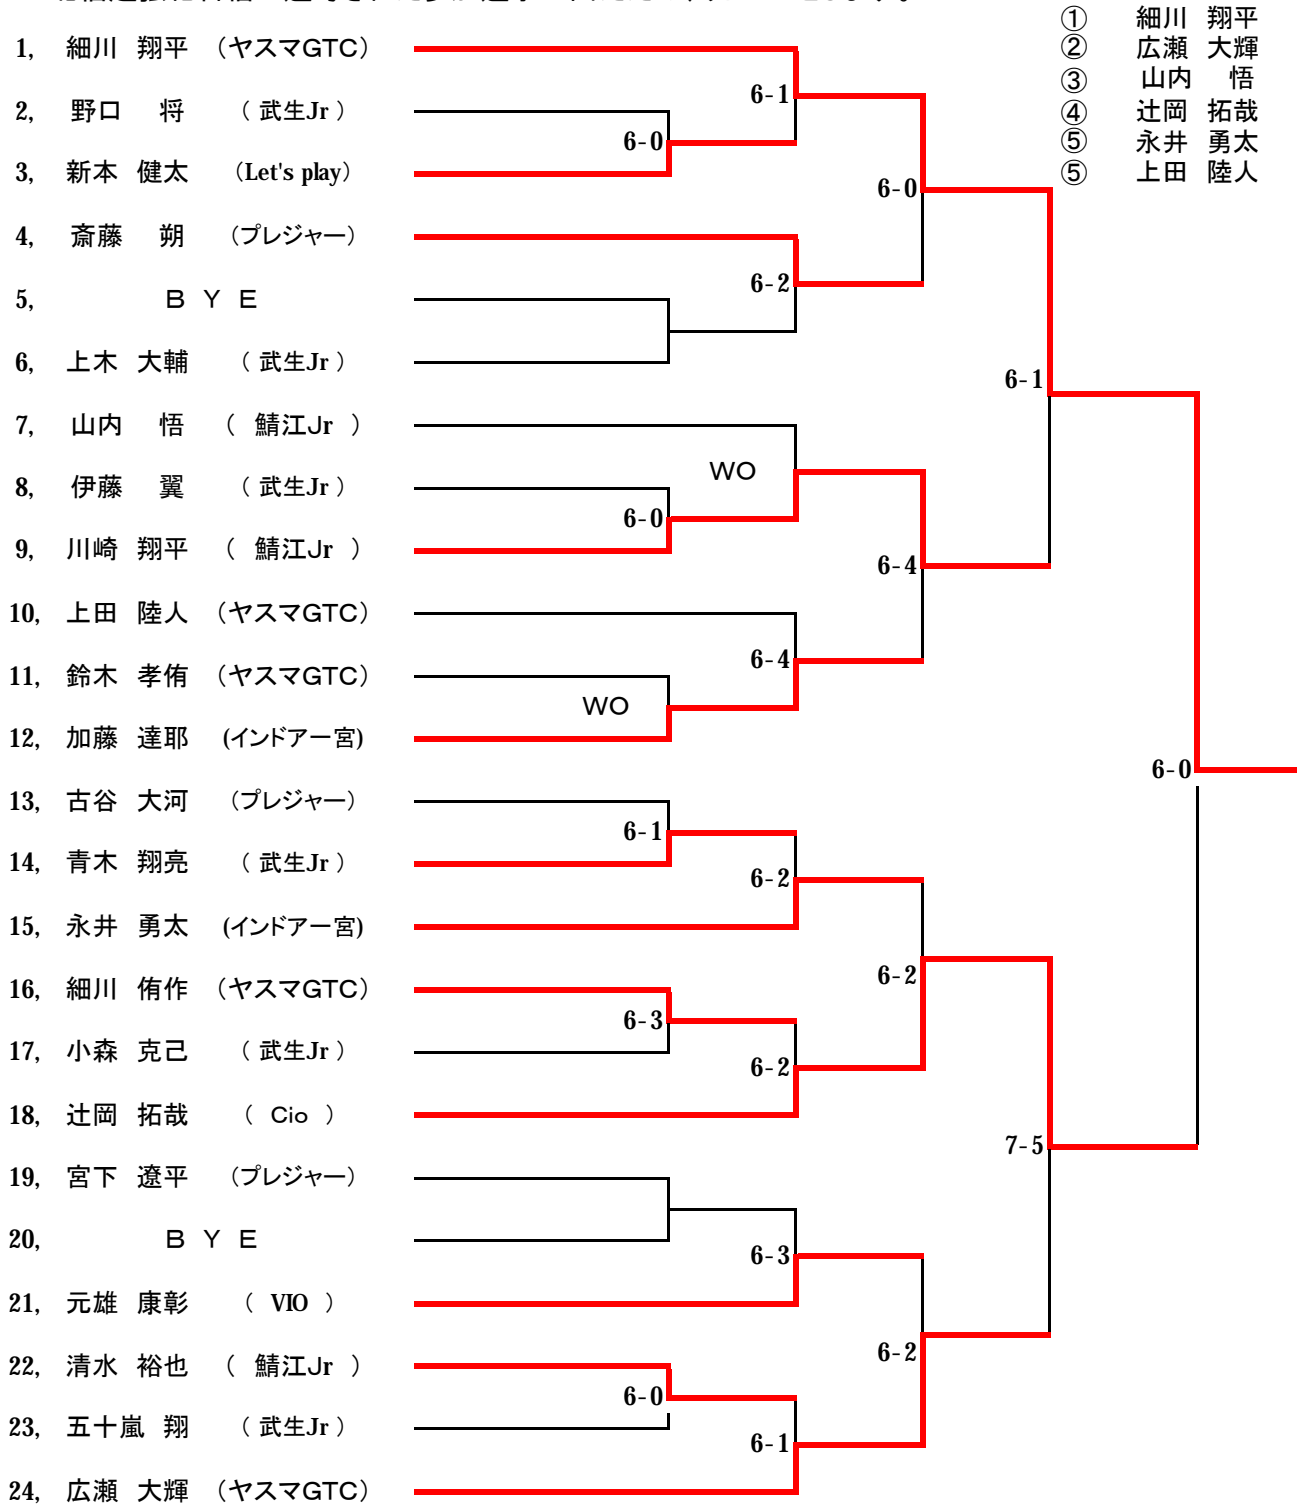 ① 細川 翔平
1, 細川 翔平 (ヤスマGTC)
② 広瀬 大輝
③ 山内 悟
6-1
④ 辻岡 拓哉
2, 野口 将 ( 武生Jr )
6-0
⑤ 永井 勇太
3, 新本 健太 (Let's play)
⑤ 上田 陸人
6-0
4, 斎藤 朔 (プレジャー)
6-2
5, B Y E
6, 上木 大輔 ( 武生Jr )
6-1
7, 山内 悟 ( 鯖江Jr )
WO
8, 伊藤 翼 ( 武生Jr )
6-0
9, 川崎 翔平 ( 鯖江Jr )
6-4
10, 上田 陸人 (ヤスマGTC)
6-4
11, 鈴木 孝侑 (ヤスマGTC)
WO
12, 加藤 達耶 (インドアー宮)
6-0
13, 古谷 大河 (プレジャー)
6-1
14, 青木 翔亮 ( 武生Jr )
6-2
15, 永井 勇太 (インドアー宮)
6-2
16, 細川 侑作 (ヤスマGTC)
6-3
17, 小森 克己 ( 武生Jr )
6-2
18, 辻岡 拓哉 ( Cio )
7-5
19, 宮下 遼平 (プレジャー)
20, B Y E
6-3
21, 元雄 康彰 ( VIO )
6-2
22, 清水 裕也 ( 鯖江Jr )
6-0
23, 五十嵐 翔 ( 武生Jr )
6-1
24, 広瀬 大輝 (ヤスマGTC)